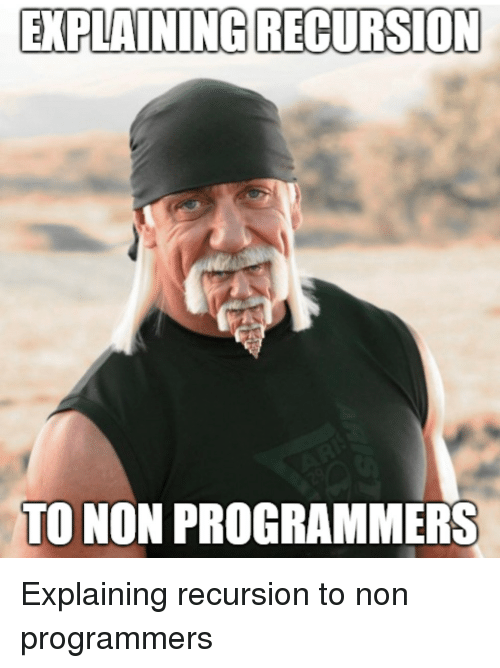 EXPLAINING RECURSION
TO NON PROGRAMMERS
Explaining recursion to non
programmers